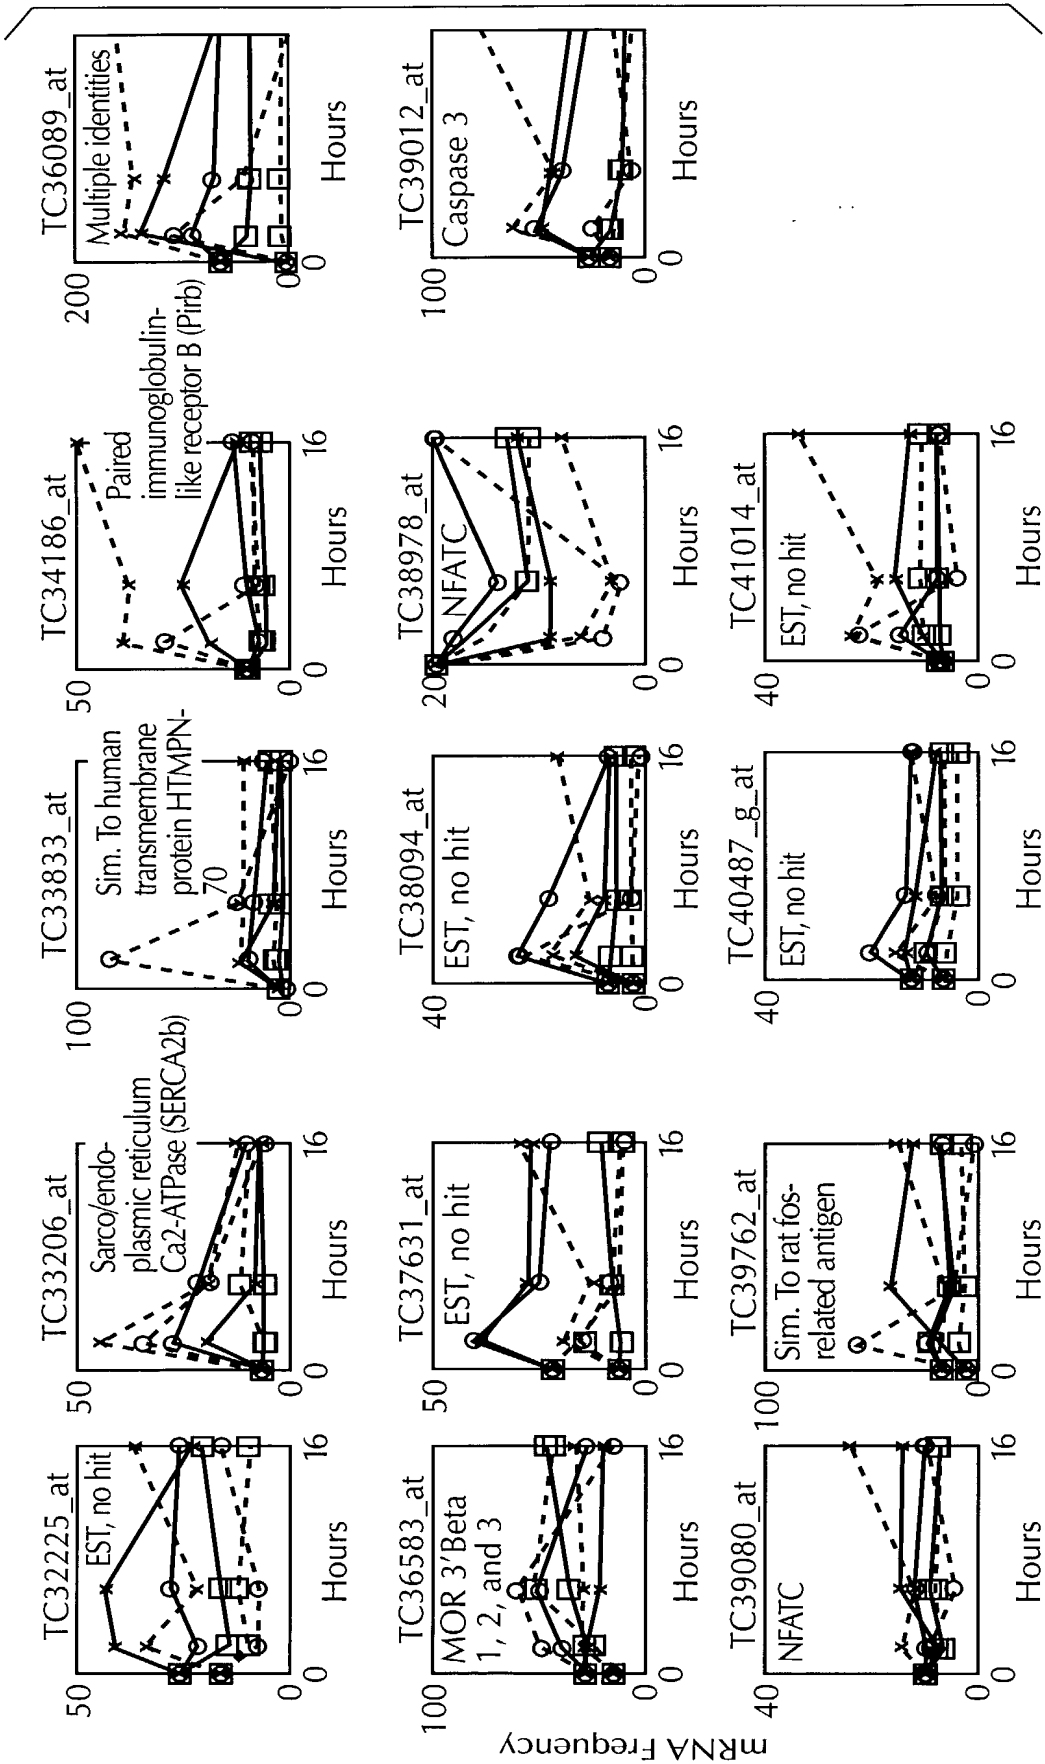 mRNA Frequency
TC32225_at
50
EST, no hit
0
0
16
Hours
TC33206_at
50
Sarco/endo-
plasmic reticulum
Ca2-ATPase (SERCA2b)
0
0
16
Hours
TC33833_at
100
Sim. To human
transmembrane
protein HTMPN-
70
0
0
16
Hours
TC34186_at
50
Paired
immunoglobulin-
like receptor B (Pirb)
0
0
16
Hours
TC36089_at
200
Multiple identities
0
0
Hours
TC36583_at
100
MOR 3'Beta
1, 2, and 3
0
0
16
Hours
TC37631_at
50
EST, no hit
0
0
16
Hours
TC38094_at
40
EST, no hit
0
0
16
Hours
TC38978_at
20
NFATC
0
0
16
Hours
TC39012_at
100
Caspase 3
0
0
Hours
TC39080_at
40
NFATC
0
0
16
Hours
TC39762_at
100
Sim. To rat fos-
related antigen
0
0
16
Hours
TC40487_g_at
40
EST, no hit
0
0
16
Hours
TC41014_at
40
EST, no hit
0
0
16
Hours